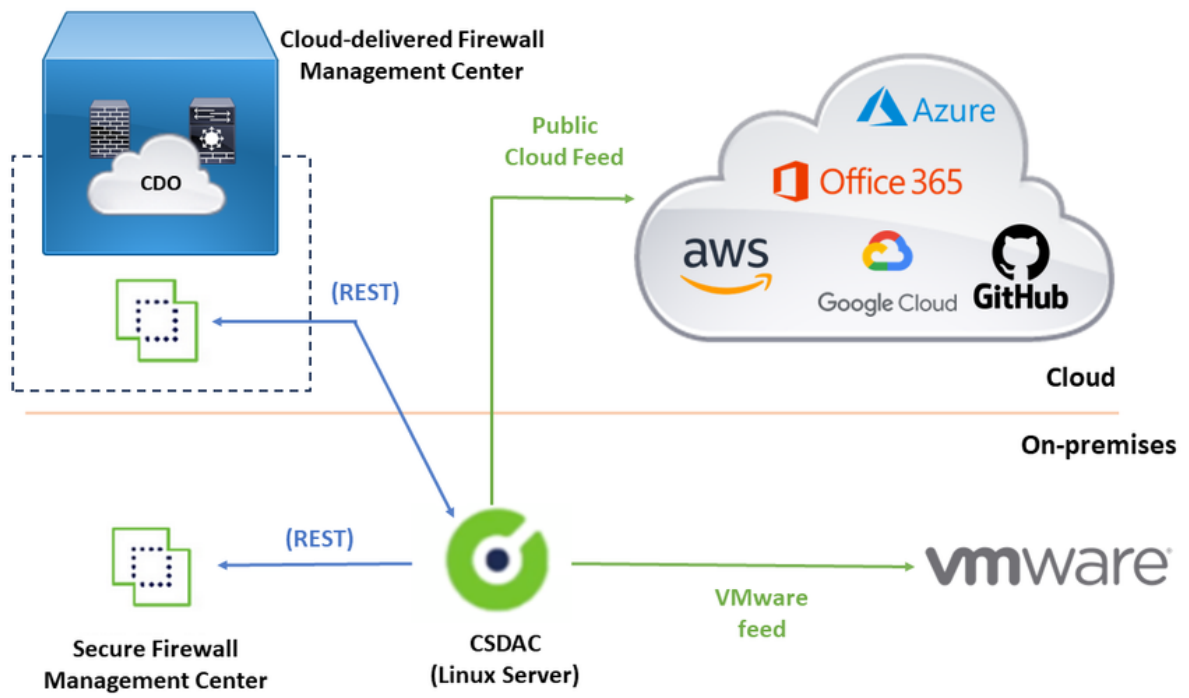 Cloud-delivered Firewall
Management Center
CDO
(REST)
Public
Cloud Feed
Azure
Office 365
aws
Google Cloud
GitHub
Cloud
On-premises
(REST)
Secure Firewall
Management Center
CSDAC
(Linux Server)
VMware
feed
vmware®